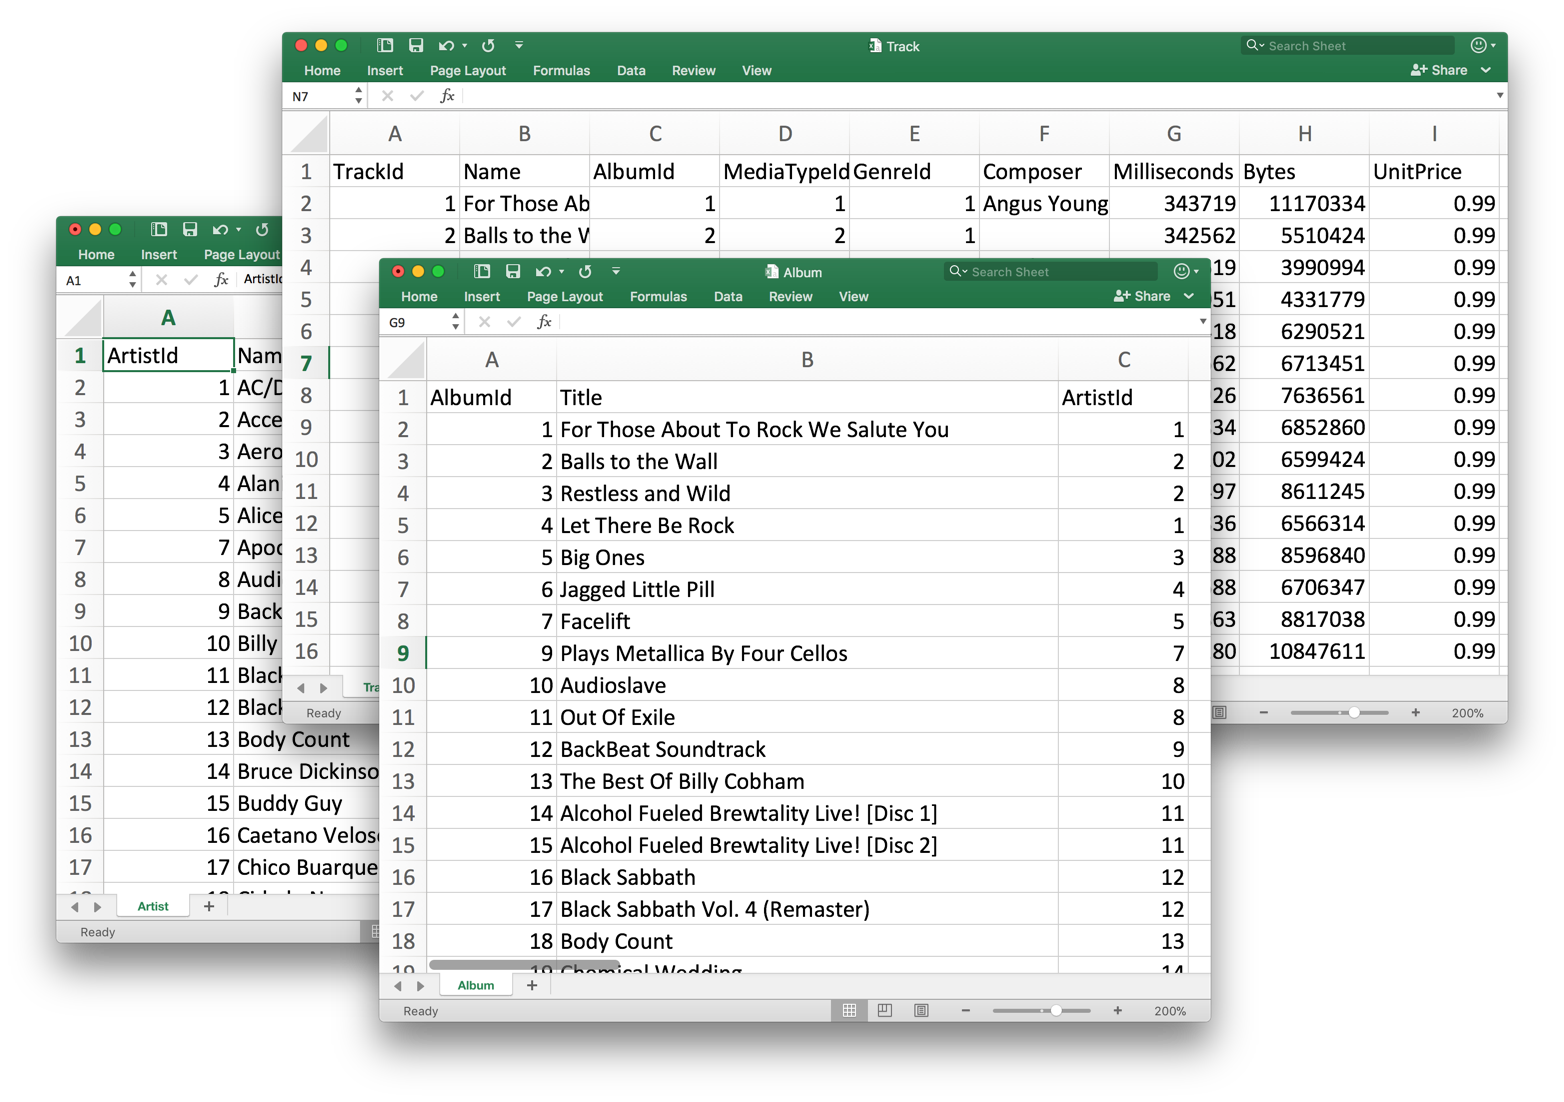 Track
Search Sheet
Home Insert Page Layout Formulas Data Review View
Share
N7 fx
A B C D E F G H I
1 TrackId Name AlbumId MediaTypeId GenreId Composer Milliseconds Bytes UnitPrice
2 1 For Those Ab 1 1 1 Angus Young 343719 11170334 0.99
3 2 Balls to the W 2 2 1 342562 5510424 0.99
4 19 3990994 0.99
5 51 4331779 0.99
6 18 6290521 0.99
7 62 6713451 0.99
8 26 7636561 0.99
9 34 6852860 0.99
10 02 6599424 0.99
11 97 8611245 0.99
12 36 6566314 0.99
13 88 8596840 0.99
14 88 6706347 0.99
15 63 8817038 0.99
16 80 10847611 0.99
Tra
Ready
200%
Home Insert Page Layout
A1 fx ArtistId
A
1 ArtistId Nam
2 1 AC/D
3 2 Acce
4 3 Aero
5 4 Alan
6 5 Alice
7 7 Apoc
8 8 Audi
9 9 Back
10 10 Billy
11 11 Black
12 12 Black
13 13 Body Count
14 14 Bruce Dickinso
15 15 Buddy Guy
16 16 Caetano Veloso
17 17 Chico Buarque
Artist +
Ready
Album
Search Sheet
Home Insert Page Layout Formulas Data Review View
Share
G9 fx
A B C
1 AlbumId Title ArtistId
2 1 For Those About To Rock We Salute You 1
3 2 Balls to the Wall 2
4 3 Restless and Wild 2
5 4 Let There Be Rock 1
6 5 Big Ones 3
7 6 Jagged Little Pill 4
8 7 Facelift 5
9 9 Plays Metallica By Four Cellos 7
10 10 Audioslave 8
11 11 Out Of Exile 8
12 12 BackBeat Soundtrack 9
13 13 The Best Of Billy Cobham 10
14 14 Alcohol Fueled Brewtality Live! [Disc 1] 11
15 15 Alcohol Fueled Brewtality Live! [Disc 2] 11
16 16 Black Sabbath 12
17 17 Black Sabbath Vol. 4 (Remaster) 12
18 18 Body Count 13
19 19 Chemical Wedding 14
Album +
Ready
200%